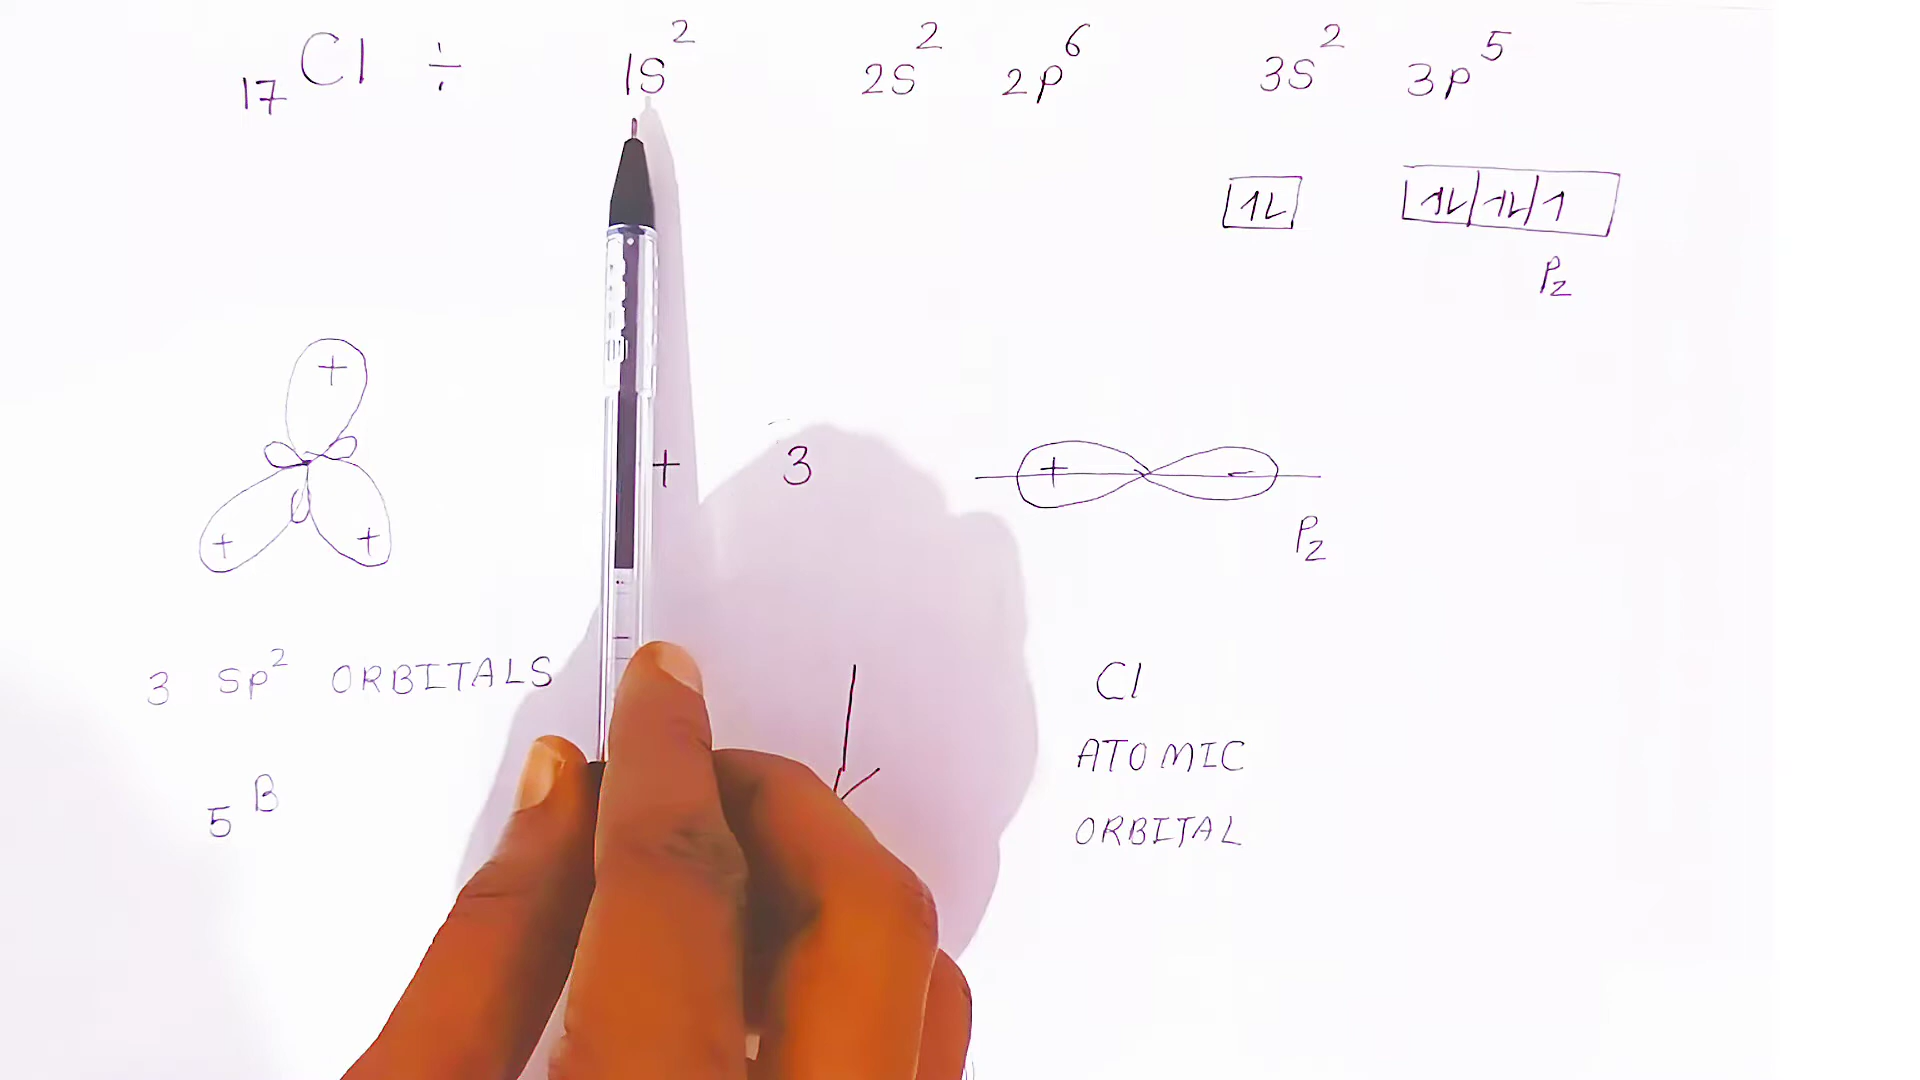 17Cl ÷ 1s² 2s² 2p⁶ 3s² 3p⁵
1L 1L 1L 1
Pz
+
+ 3 + -
+ +
Pz
3 Sp² ORBITALS Cl
ATOMIC
5B
ORBITAL